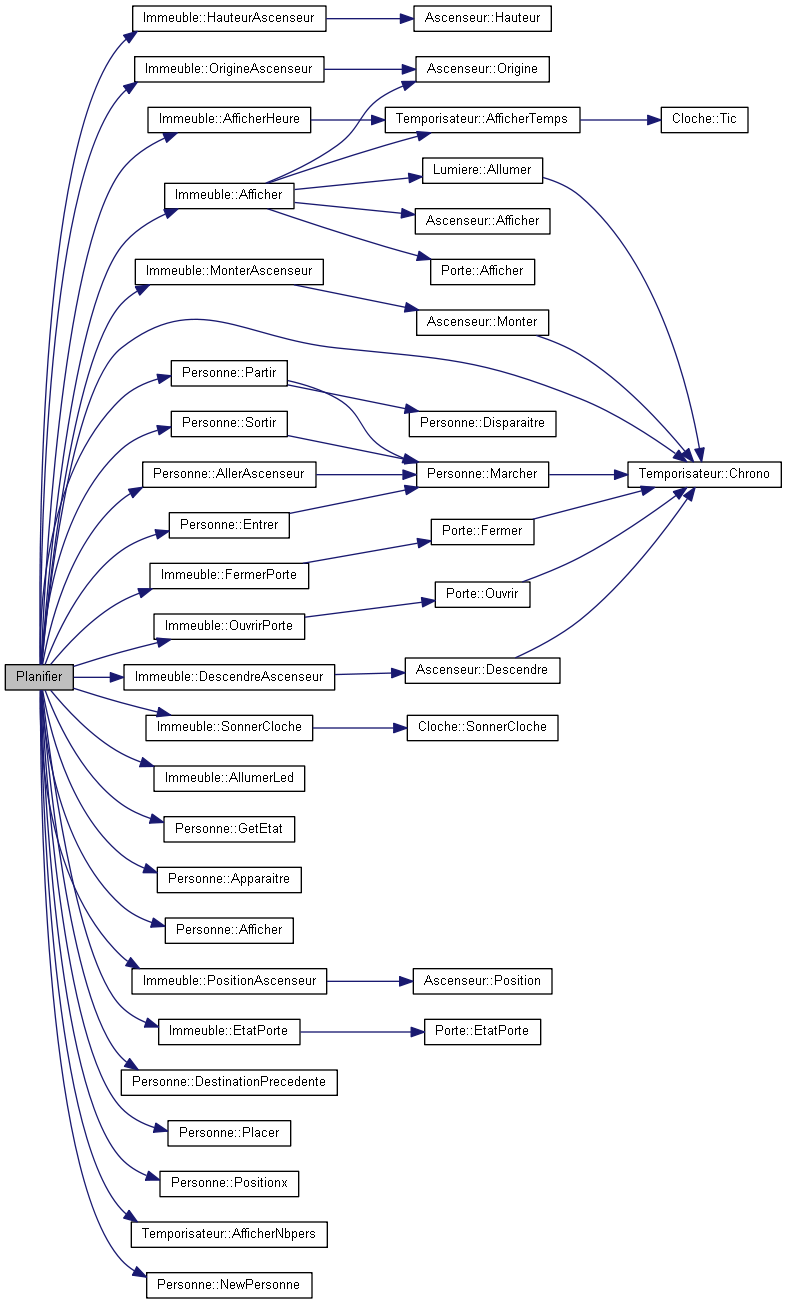 Immeuble::HauteurAscenseur
Ascenseur::Hauteur
Immeuble::OrigineAscenseur
Ascenseur::Origine
Immeuble::AfficherHeure
Temporisateur::AfficherTemps
Cloche::Tic
Lumiere::Allumer
Immeuble::Afficher
Ascenseur::Afficher
Porte::Afficher
Immeuble::MonterAscenseur
Ascenseur::Monter
Personne::Partir
Personne::Disparaitre
Personne::Sortir
Personne::AllerAscenseur
Personne::Marcher
Temporisateur::Chrono
Personne::Entrer
Porte::Fermer
Immeuble::FermerPorte
Porte::Ouvrir
Immeuble::OuvrirPorte
Planifier
Immeuble::DescendreAscenseur
Ascenseur::Descendre
Immeuble::SonnerCloche
Cloche::SonnerCloche
Immeuble::AllumerLed
Personne::GetEtat
Personne::Apparaitre
Personne::Afficher
Immeuble::PositionAscenseur
Ascenseur::Position
Immeuble::EtatPorte
Porte::EtatPorte
Personne::DestinationPrecedente
Personne::Placer
Personne::Positionx
Temporisateur::AfficherNbpers
Personne::NewPersonne